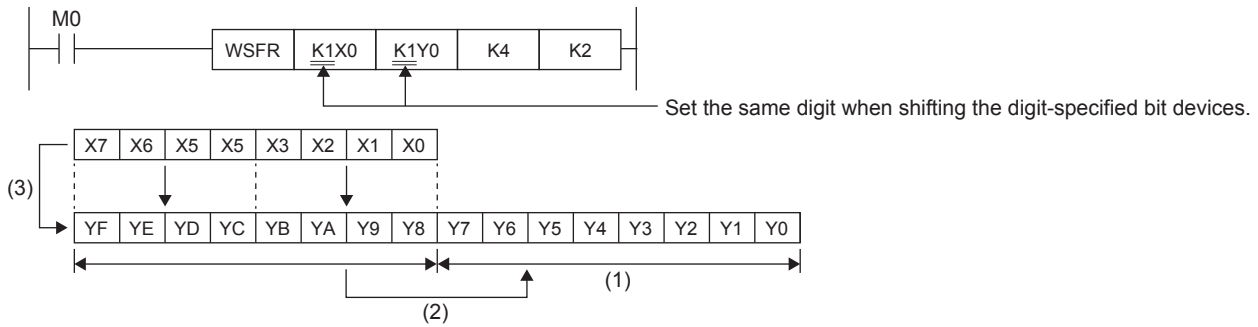 M0
WSFR K1X0 K1Y0 K4 K2
Set the same digit when shifting the digit-specified bit devices.
X7 X6 X5 X5 X3 X2 X1 X0
(3)
YF YE YD YC YB YA Y9 Y8 Y7 Y6 Y5 Y4 Y3 Y2 Y1 Y0
(1)
(2)